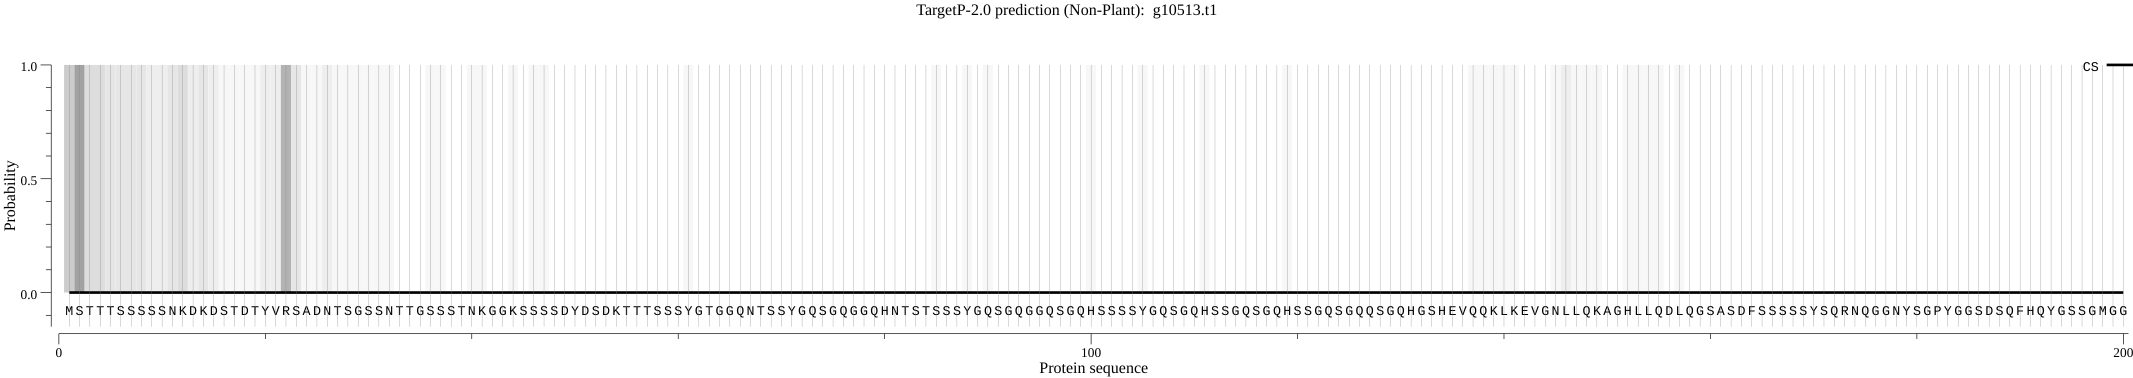 TargetP-2.0 prediction (Non-Plant): g10513.t1
1.0
CS
0.5
Probability
0.0
MSTTTSSSSSNKDKDSTDTYVRSADNTSGSSNTTGSSSTNKGGKSSSSDYDSDKTTTSSSYGTGGQNTSSYGQSGQGGQHNTSTSSSYGQSGQGGQSGQHSSSSYGQSGQHSSGQSGQHSSGQSGQQSGQHGSHEVQQKLKEVGNLLQKAGHLLQDLQGSASDFSSSSSYSQRNQGGNYSGPYGGSDSQFHQYGSSGMGG
0
100
200
Protein sequence